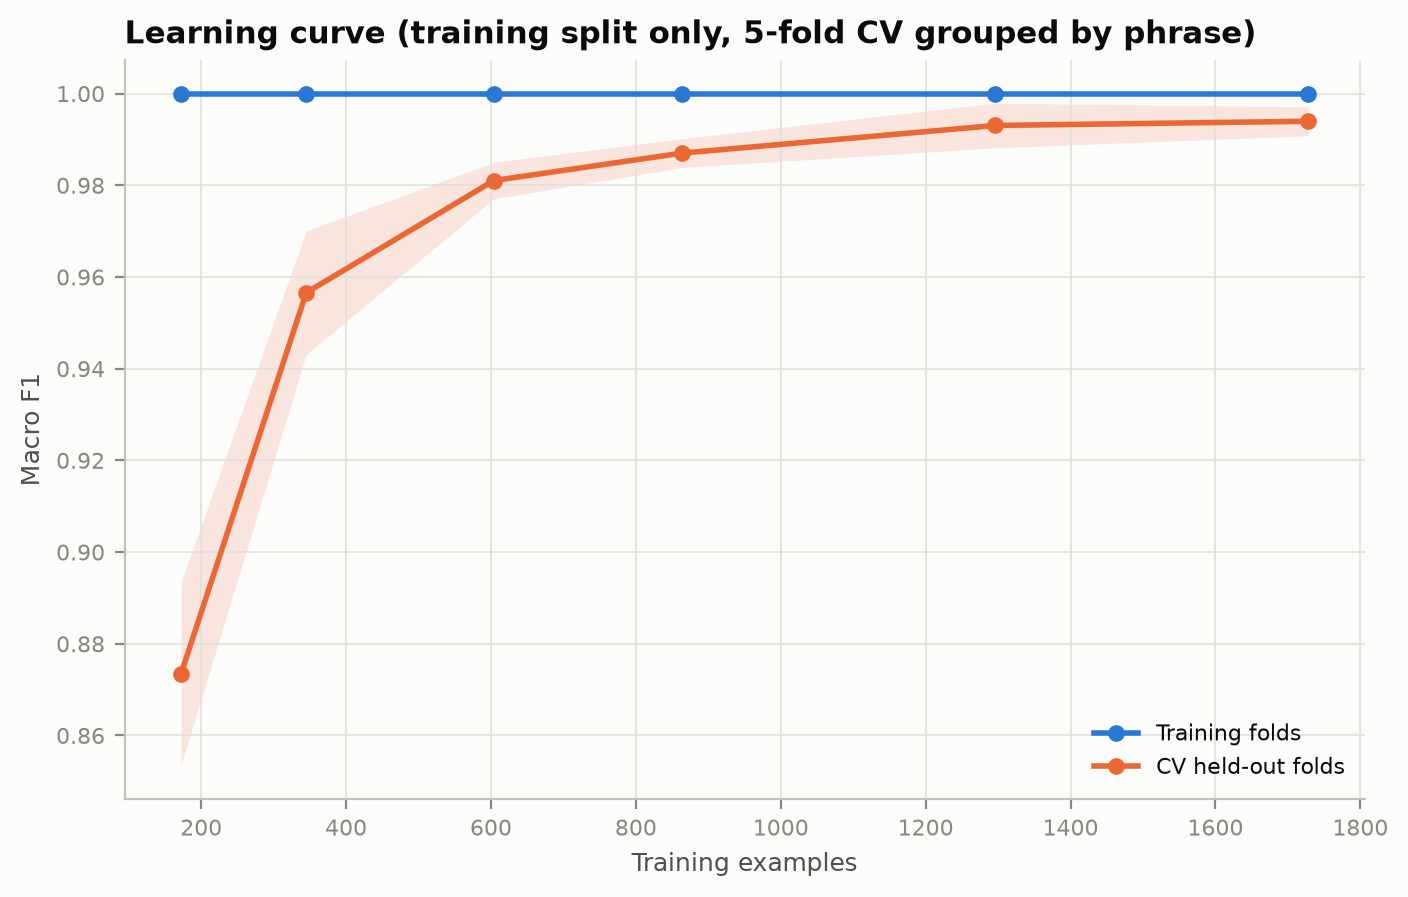 Learning curve (training split only, 5-fold CV grouped by phrase)
Macro F1
1.00
0.98
0.96
0.94
0.92
0.90
0.88
0.86
Training folds
CV held-out folds
200 400 600 800 1000 1200 1400 1600 1800
Training examples